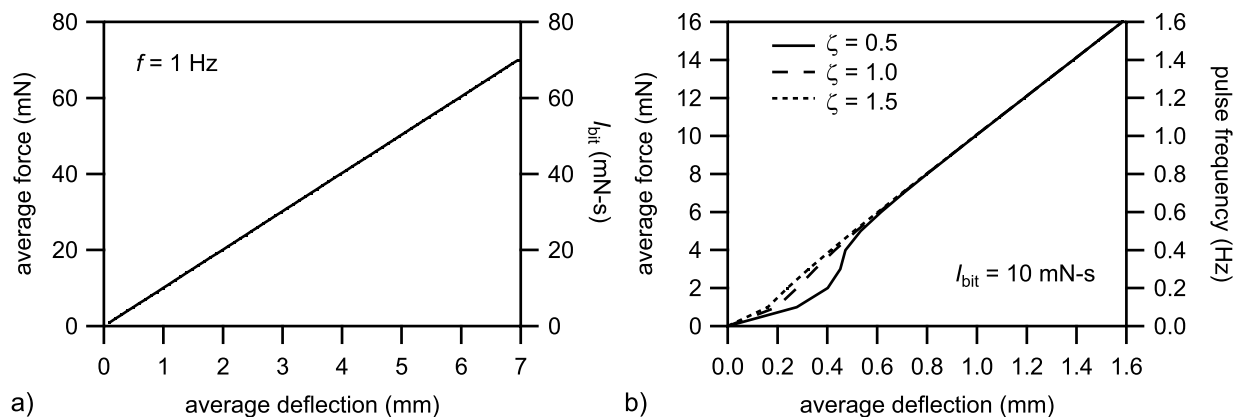 80
60
40
20
0
average force (mN)
f = 1 Hz
80
60
40
20
0
I_bit (mN-s)
0 1 2 3 4 5 6 7
average deflection (mm)
a)
16
14
12
10
8
6
4
2
0
average force (mN)
ζ = 0.5
ζ = 1.0
ζ = 1.5
I_bit = 10 mN-s
1.6
1.4
1.2
1.0
0.8
0.6
0.4
0.2
0.0
pulse frequency (Hz)
0.0 0.2 0.4 0.6 0.8 1.0 1.2 1.4 1.6
average deflection (mm)
b)